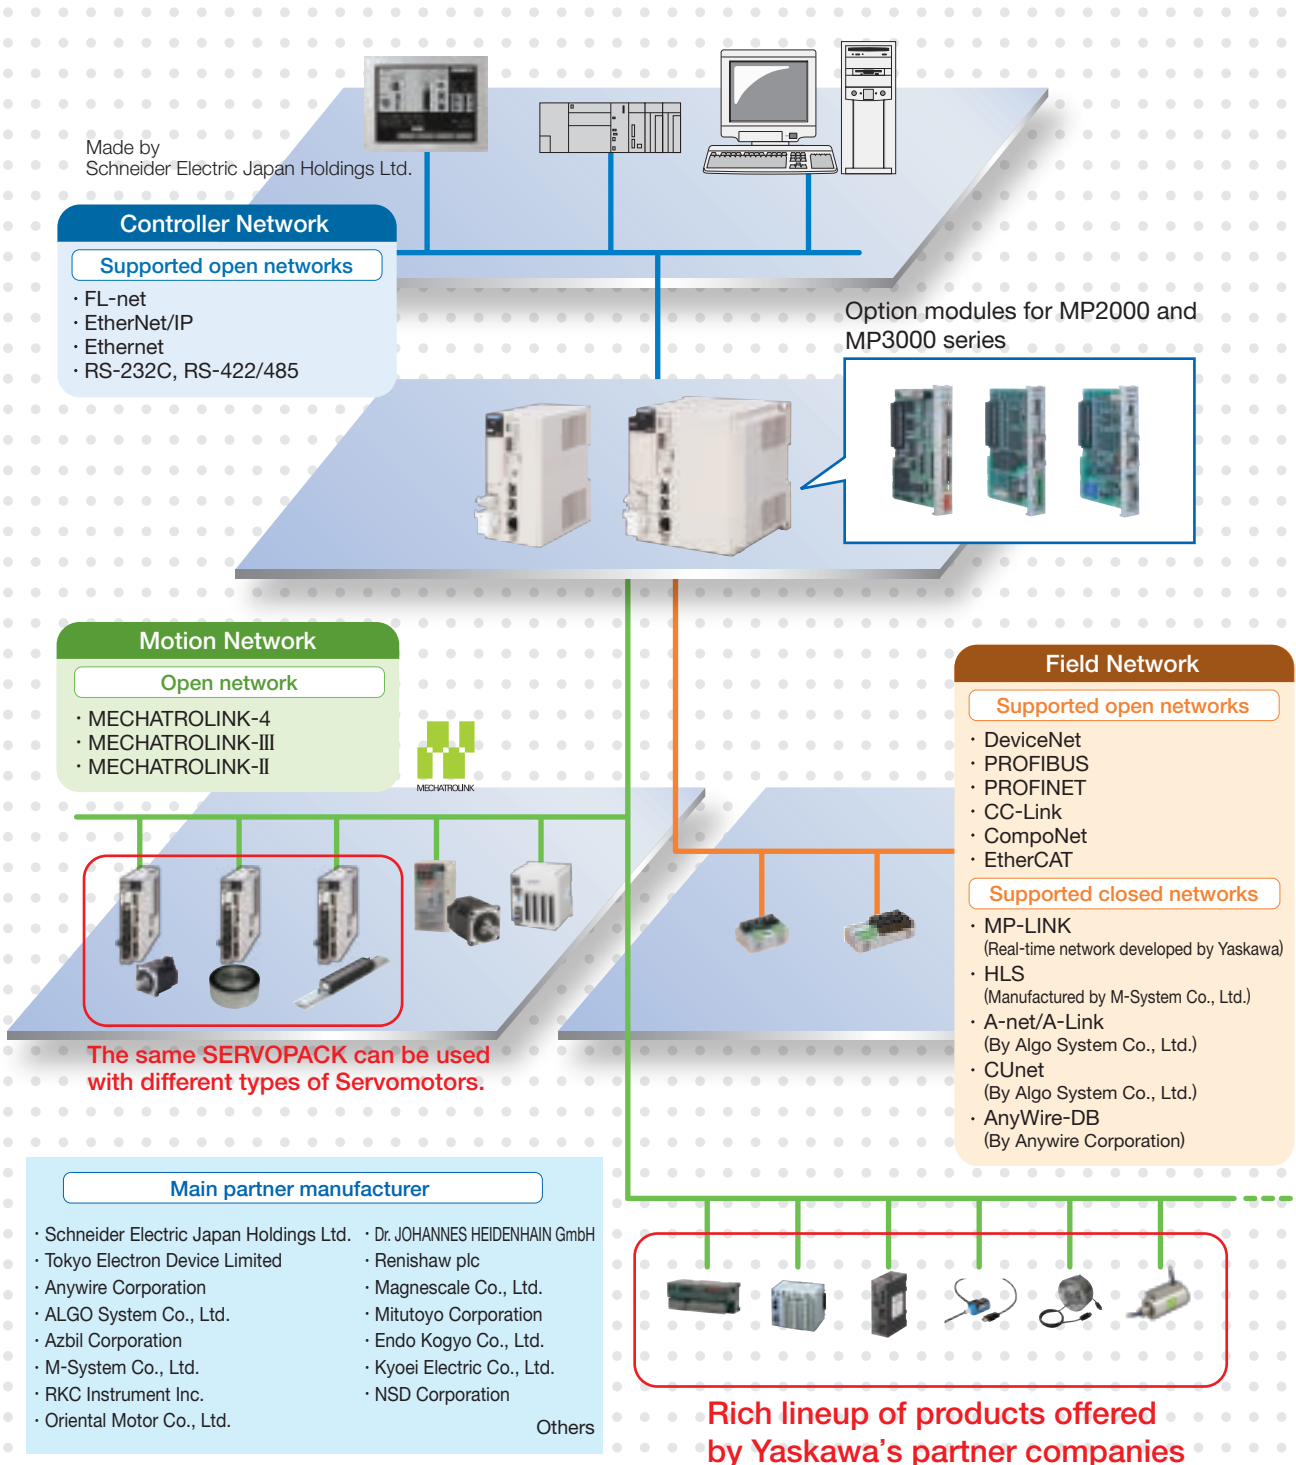 Made by
Schneider Electric Japan Holdings Ltd.
Controller Network
Supported open networks
· FL-net
· EtherNet/IP
· Ethernet
· RS-232C, RS-422/485
Option modules for MP2000 and
MP3000 series
Motion Network
Open network
· MECHATROLINK-4
· MECHATROLINK-III
· MECHATROLINK-II
MECHATROLINK
The same SERVOPACK can be used
with different types of Servomotors.
Field Network
Supported open networks
· DeviceNet
· PROFIBUS
· PROFINET
· CC-Link
· CompoNet
· EtherCAT
Supported closed networks
· MP-LINK
(Real-time network developed by Yaskawa)
· HLS
(Manufactured by M-System Co., Ltd.)
· A-net/A-Link
(By Algo System Co., Ltd.)
· CUnet
(By Algo System Co., Ltd.)
· AnyWire-DB
(By Anywire Corporation)
Main partner manufacturer
· Schneider Electric Japan Holdings Ltd.
· Tokyo Electron Device Limited
· Anywire Corporation
· ALGO System Co., Ltd.
· Azbil Corporation
· M-System Co., Ltd.
· RKC Instrument Inc.
· Oriental Motor Co., Ltd.
· Dr. JOHANNES HEIDENHAIN GmbH
· Renishaw plc
· Magnescale Co., Ltd.
· Mitutoyo Corporation
· Endo Kogyo Co., Ltd.
· Kyoei Electric Co., Ltd.
· NSD Corporation
Others
Rich lineup of products offered
by Yaskawa's partner companies